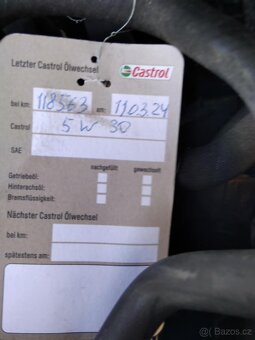 Letzter Castrol Ölwechsel
Castrol
bei km: 118563 am: 11.03.24
Castrol 5 W 30
SAE
nachgefüllt gewechselt
Getriebeöl:
Hinterachsöl:
Bremsflüssigkeit:
Nächster Castrol Ölwechsel
bei km:
spätestens am:
© Bazos.cz